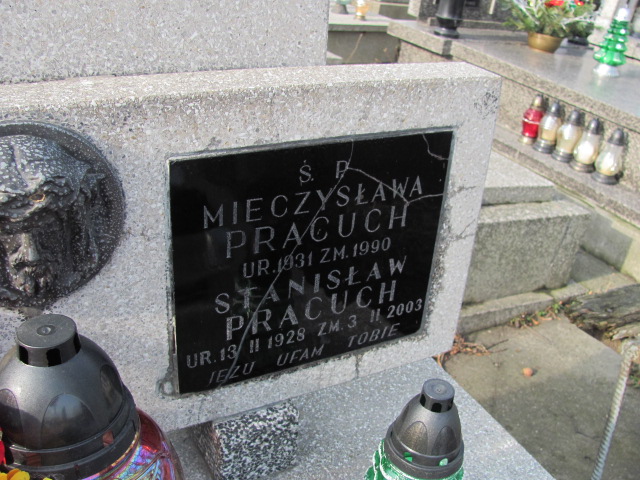 Ś. P.
MIECZYSŁAWA
PRACUCH
UR. 1931 ZM. 1990
STANISŁAW
PRACUCH
UR. 13 II 1928 ZM. 3 II 2003
JEZU UFAM TOBIE